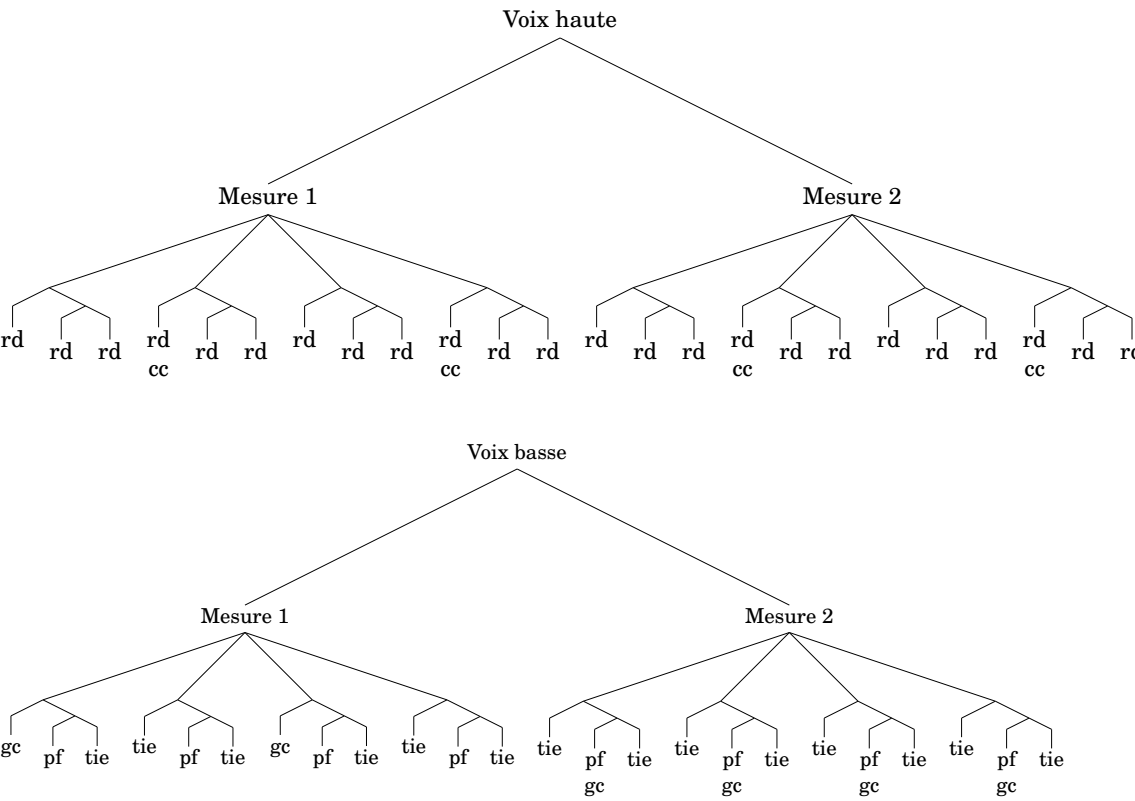 Voix haute
Mesure 1 Mesure 2
rd rd rd rd rd rd rd rd rd rd rd rd rd rd rd rd rd rd rd rd rd rd rd rd
cc cc cc cc
Voix basse
Mesure 1 Mesure 2
gc pf tie tie pf tie gc pf tie tie pf tie tie pf tie tie pf tie tie pf tie tie pf tie
gc gc gc gc